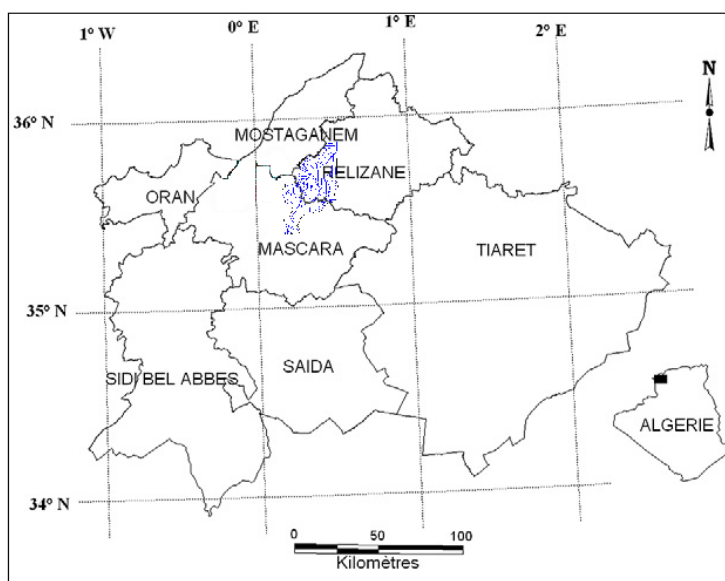 1° W
0° E
1° E
2° E
N
36° N
MOSTAGANEM
RELIZANE
ORAN
MASCARA
TIARET
35° N
SAIDA
SIDI BEL ABBES
ALGERIE
34° N
0 50 100
Kilomètres